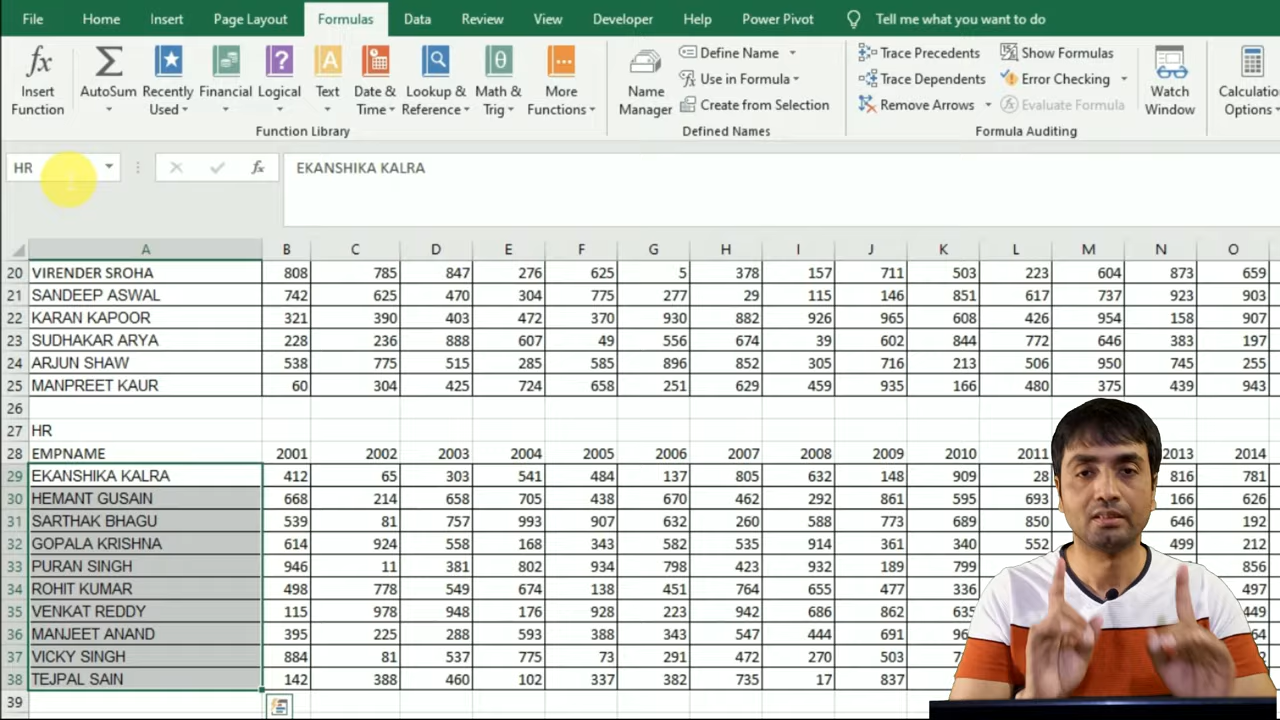 File Home Insert Page Layout Formulas Data Review View Developer Help Power Pivot Tell me what you want to do
Insert Function AutoSum Recently Used Financial Logical Text Date & Time Lookup & Reference Math & Trig More Functions
Function Library
Name Manager Define Name Use in Formula Create from Selection
Defined Names
Trace Precedents Show Formulas
Trace Dependents Error Checking
Remove Arrows Evaluate Formula
Formula Auditing
Watch Window
Options
HR fx EKANSHIKA KALRA
A B C D E F G H I J K L M N O
20 VIRENDER SROHA 808 785 847 276 625 5 378 157 711 503 223 604 873 659
21 SANDEEP ASWAL 742 625 470 304 775 277 29 115 146 851 617 737 923 903
22 KARAN KAPOOR 321 390 403 472 370 930 882 926 965 608 426 954 158 907
23 SUDHAKAR ARYA 228 236 888 607 49 556 674 39 602 844 772 646 383 197
24 ARJUN SHAW 538 775 515 285 585 896 852 305 716 213 506 950 745 255
25 MANPREET KAUR 60 304 425 724 658 251 629 459 935 166 480 375 439 943
26
27 HR
28 EMPNAME 2001 2002 2003 2004 2005 2006 2007 2008 2009 2010 2011 2013 2014
29 EKANSHIKA KALRA 412 65 303 541 484 137 805 632 148 909 28 816 781
30 HEMANT GUSAIN 668 214 658 705 438 670 462 292 861 595 693 166 626
31 SARTHAK BHAGU 539 81 757 993 907 632 260 588 773 689 850 646 192
32 GOPALA KRISHNA 614 924 558 168 343 582 535 914 361 340 552 499 212
33 PURAN SINGH 946 11 381 802 934 798 423 932 189 799 856
34 ROHIT KUMAR 498 778 549 674 138 451 764 655 477 336 497
35 VENKAT REDDY 115 978 948 176 928 223 942 686 862 635 449
36 MANJEET ANAND 395 225 288 593 388 343 547 444 691
37 VICKY SINGH 884 81 537 775 73 291 472 270 503
38 TEJPAL SAIN 142 388 460 102 337 382 735 17 837
39